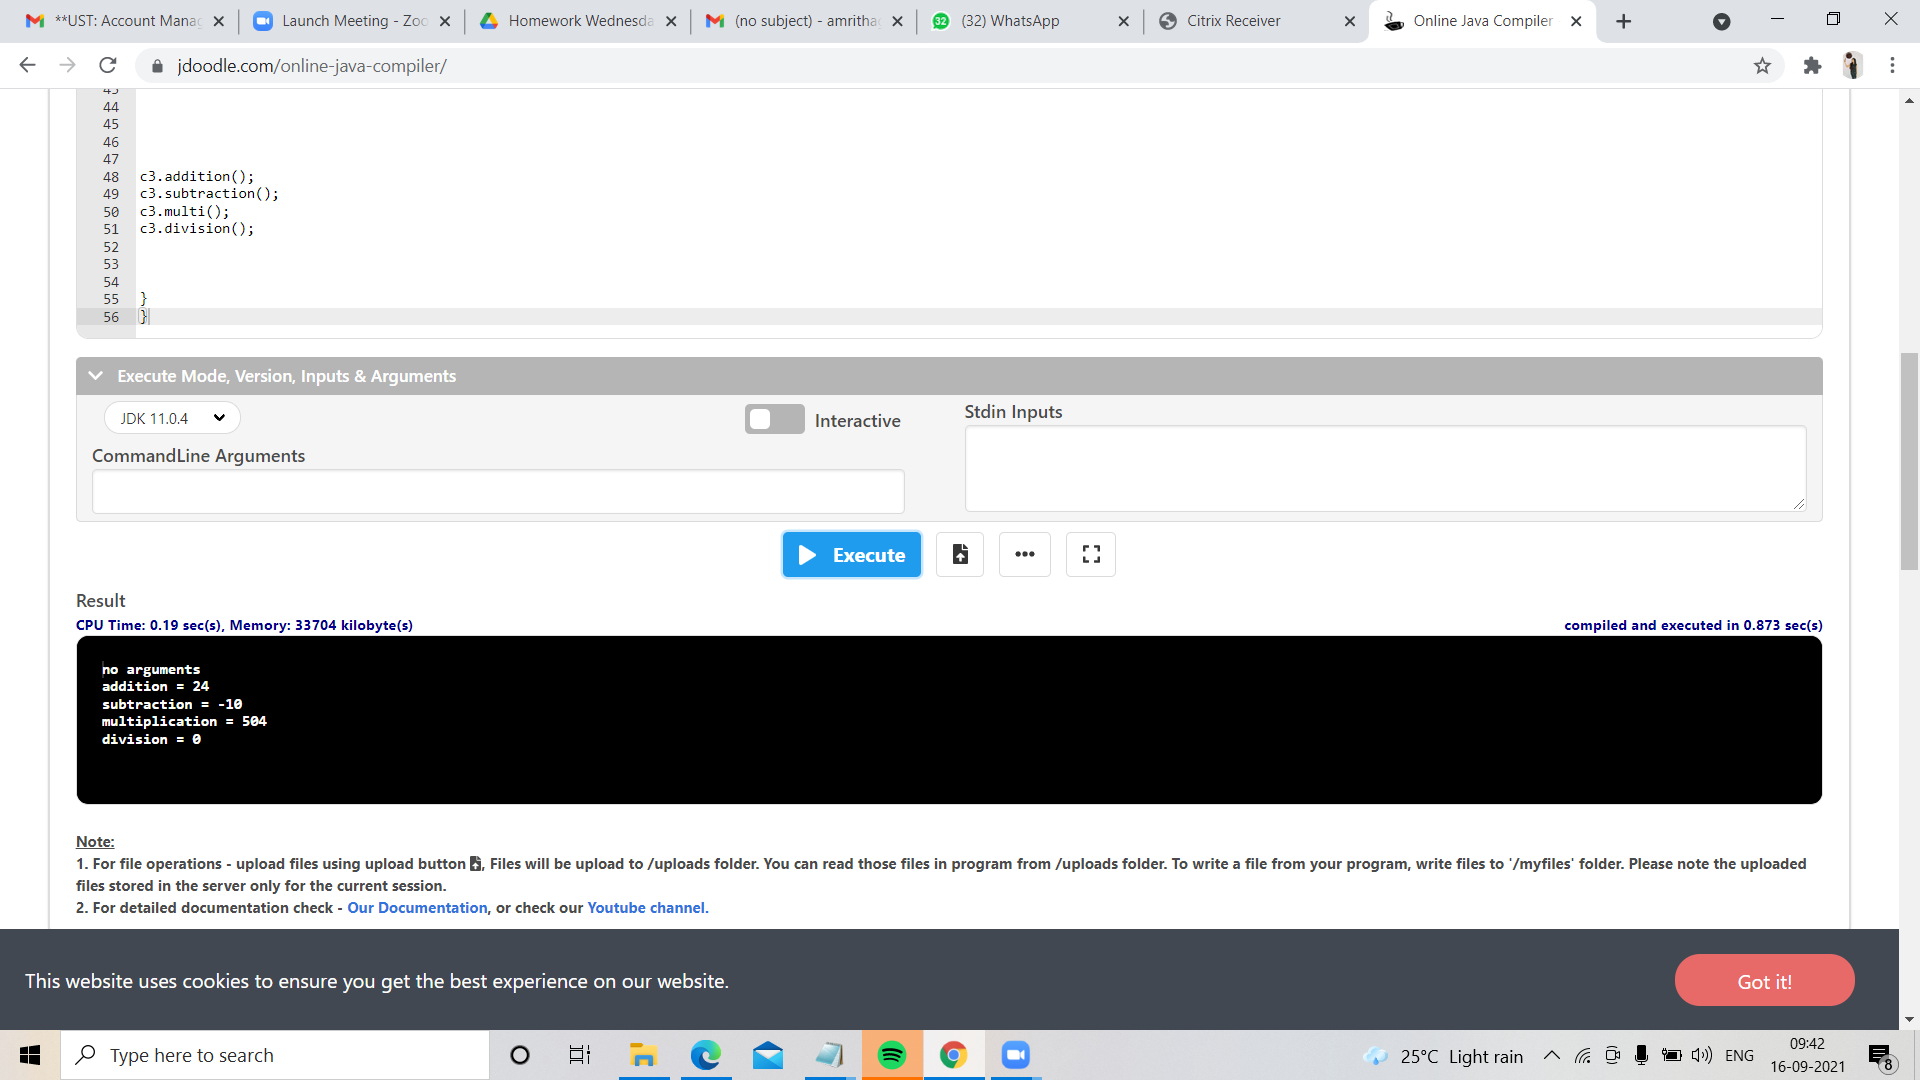 **UST: Account Manag
Launch Meeting - Zoo
Homework Wednesda
(no subject) - amritha
32
(32) WhatsApp
Citrix Receiver
Online Java Compiler
jdoodle.com/online-java-compiler/
44
45
46
47
48 c3.addition();
49 c3.subtraction();
50 c3.multi();
51 c3.division();
52
53
54
55 }
56 }
Execute Mode, Version, Inputs & Arguments
JDK 11.0.4
Interactive
Stdin Inputs
CommandLine Arguments
Execute
Result
CPU Time: 0.19 sec(s), Memory: 33704 kilobyte(s)
compiled and executed in 0.873 sec(s)
no arguments
addition = 24
subtraction = -10
multiplication = 504
division = 0
Note:
1. For file operations - upload files using upload button , Files will be upload to /uploads folder. You can read those files in program from /uploads folder. To write a file from your program, write files to '/myfiles' folder. Please note the uploaded
files stored in the server only for the current session.
2. For detailed documentation check - Our Documentation, or check our Youtube channel.
This website uses cookies to ensure you get the best experience on our website.
Got it!
Type here to search
25°C Light rain
ENG
09:42
16-09-2021
8